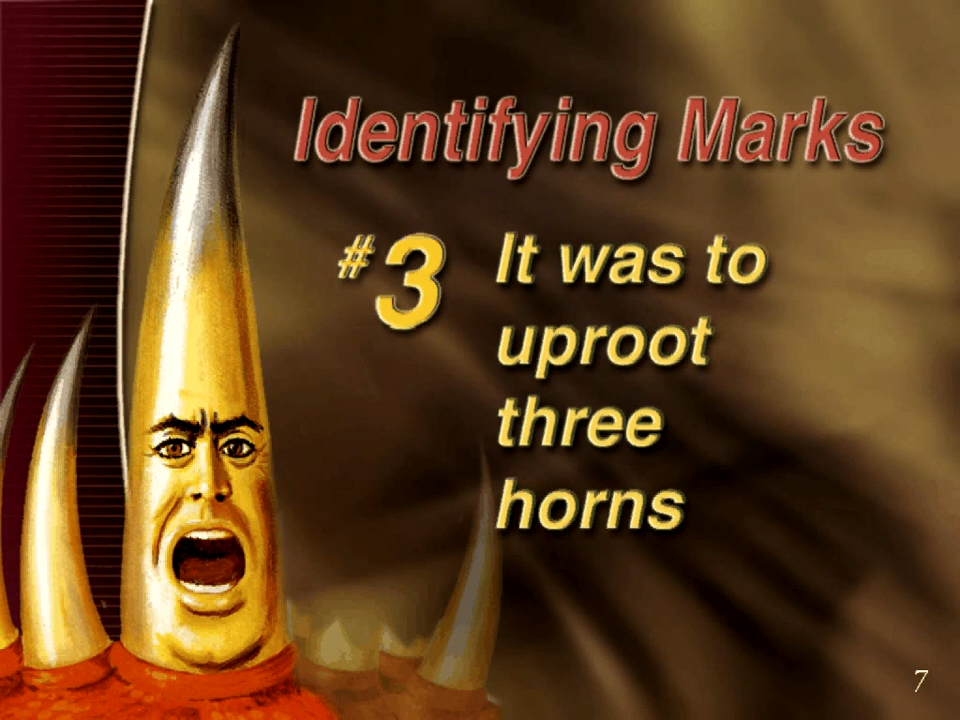 Identifying Marks
#3 It was to
uproot
three
horns
7